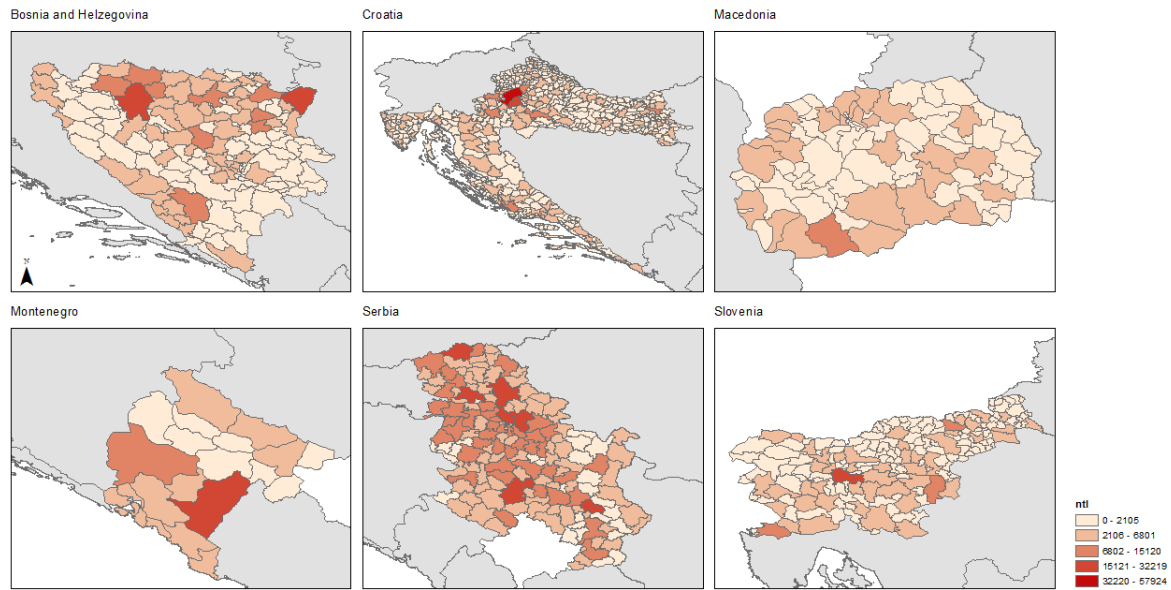 Bosnia and Helzegovina
Croatia
Macedonia
N
Montenegro
Serbia
Slovenia
ntl
0 - 2105
2106 - 6801
6802 - 15120
15121 - 32219
32220 - 57924